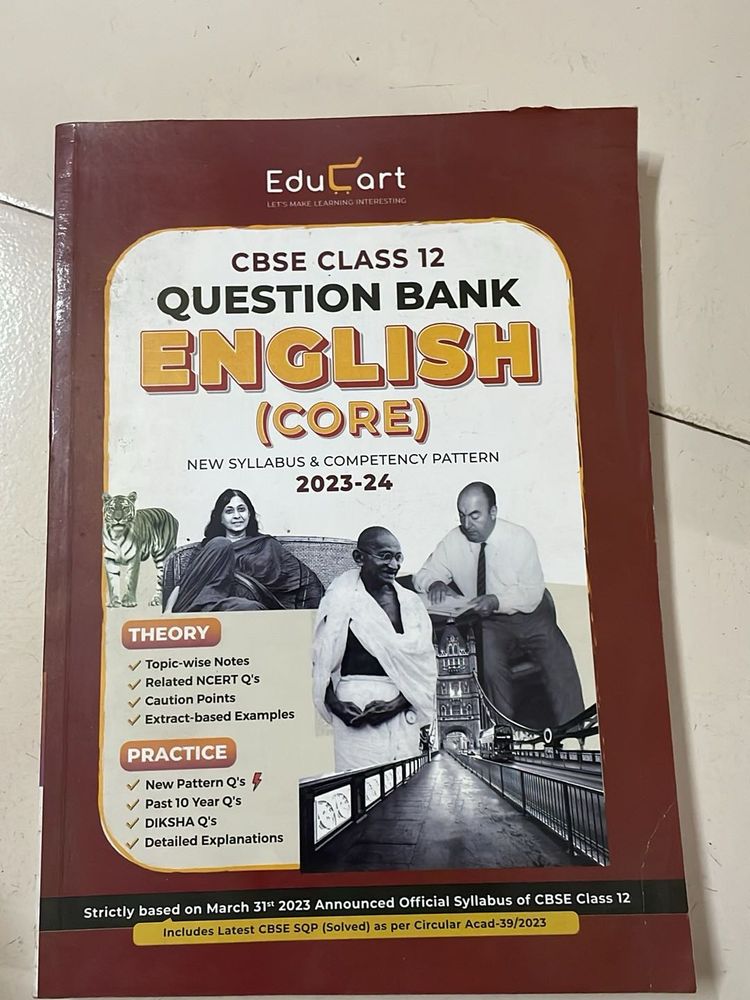 EduCart
LET'S MAKE LEARNING INTERESTING
CBSE CLASS 12
QUESTION BANK
ENGLISH
(CORE)
NEW SYLLABUS & COMPETENCY PATTERN
2023-24
THEORY
Topic-wise Notes
Related NCERT Q's
Caution Points
Extract-based Examples
PRACTICE
New Pattern Q's
Past 10 Year Q's
DIKSHA Q's
Detailed Explanations
Strictly based on March 31st 2023 Announced Official Syllabus of CBSE Class 12
Includes Latest CBSE SQP (Solved) as per Circular Acad-39/2023